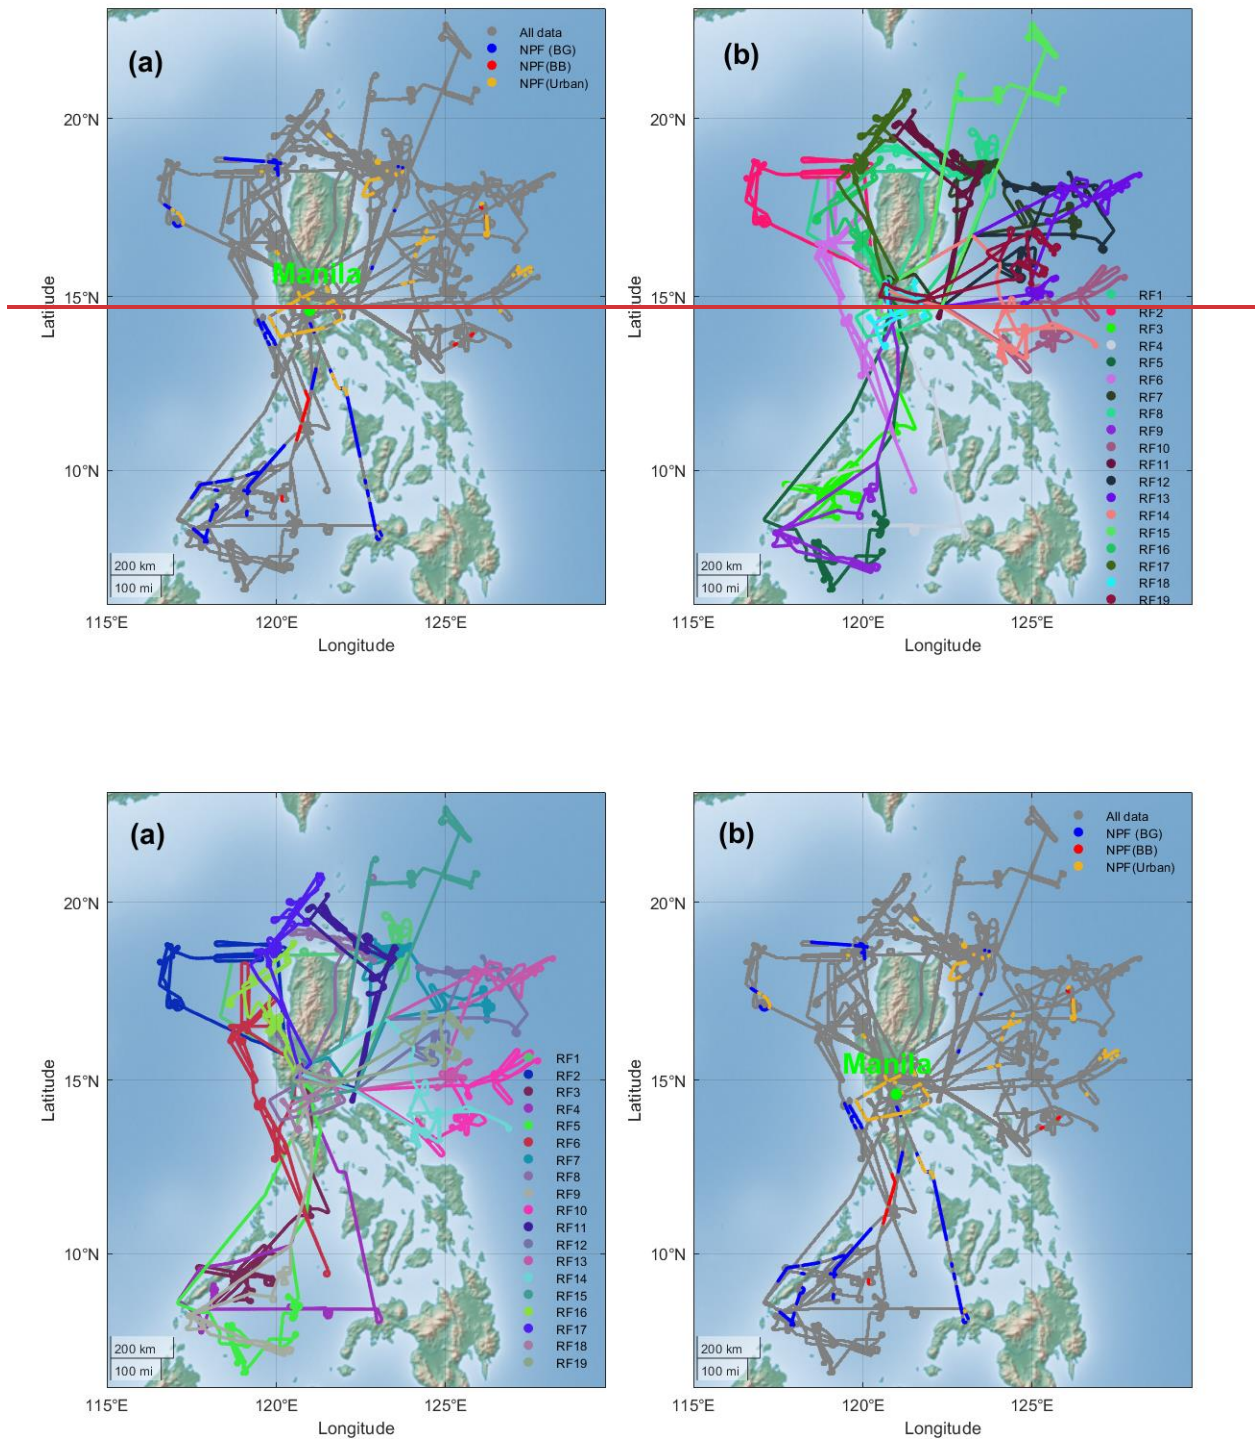 (a)
All data
NPF (BG)
NPF(BB)
NPF(Urban)
20°N
15°N
10°N
Manila
Latitude
200 km
100 mi
115°E
120°E
125°E
Longitude
(b)
20°N
15°N
10°N
Latitude
RF1
RF2
RF3
RF4
RF5
RF6
RF7
RF8
RF9
RF10
RF11
RF12
RF13
RF14
RF15
RF16
RF17
RF18
RF19
200 km
100 mi
115°E
120°E
125°E
Longitude
(a)
20°N
15°N
10°N
Latitude
RF1
RF2
RF3
RF4
RF5
RF6
RF7
RF8
RF9
RF10
RF11
RF12
RF13
RF14
RF15
RF16
RF17
RF18
RF19
200 km
100 mi
115°E
120°E
125°E
Longitude
(b)
All data
NPF (BG)
NPF(BB)
NPF(Urban)
20°N
15°N
10°N
Manila
Latitude
200 km
100 mi
115°E
120°E
125°E
Longitude